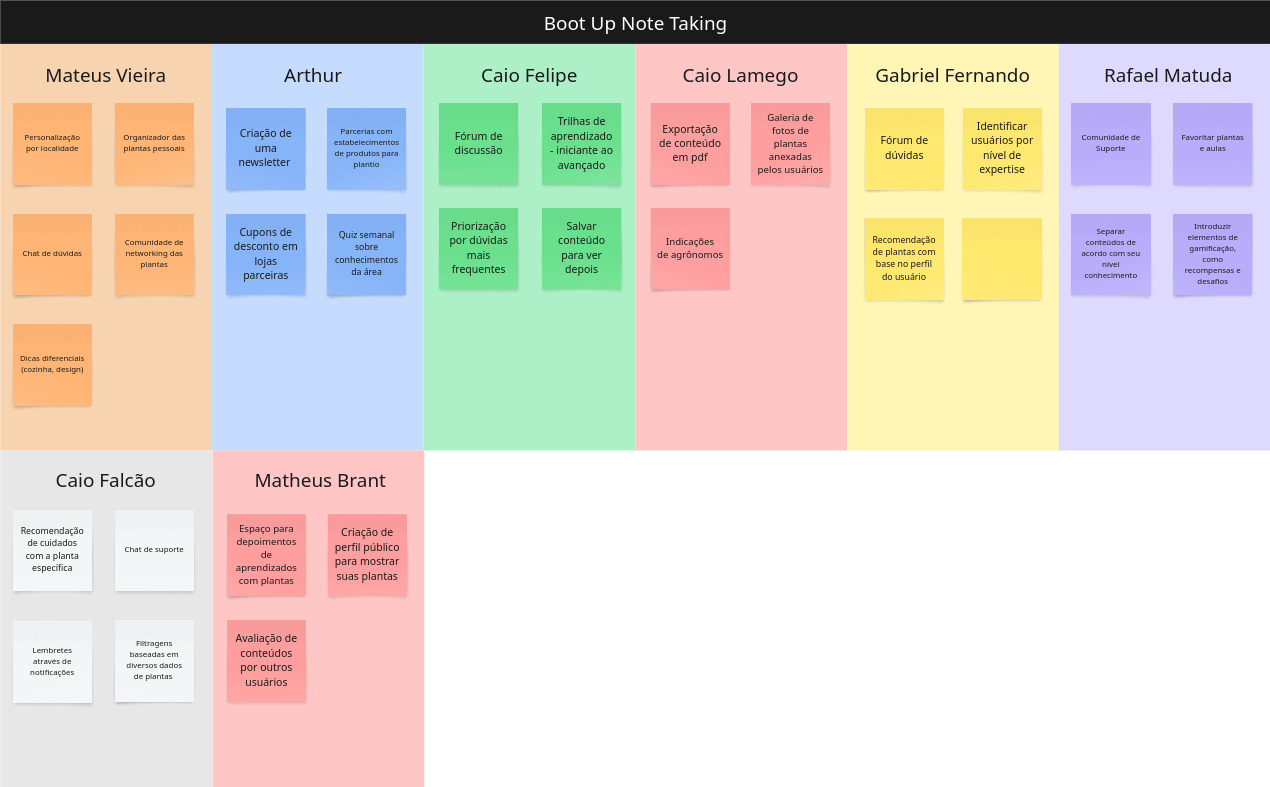 Boot Up Note Taking
Mateus Vieira
Personalização
por localidade
Organizador das
plantas pessoais
Chat de dúvidas
Comunidade de
networking das
plantas
Dicas diferenciais
(cozinha, design)
Arthur
Criação de
uma
newsletter
Parcerias com
estabelecimentos
de produtos para
plantio
Cupons de
desconto em
lojas
parceiras
Quiz semanal
sobre
conhecimentos
da área
Caio Felipe
Fórum de
discussão
Trilhas de
aprendizado
- iniciante ao
avançado
Priorização
por dúvidas
mais
frequentes
Salvar
conteúdo
para ver
depois
Caio Lamego
Exportação
de conteúdo
em pdf
Galeria de
fotos de
plantas
anexadas
pelos usuários
Indicações
de agrônomos
Gabriel Fernando
Fórum de
dúvidas
Identificar
usuários por
nível de
expertise
Recomendação
de plantas com
base no perfil
do usuário
Rafael Matuda
Comunidade de
Suporte
Favoritar plantas
e aulas
Separar
conteúdos de
acordo com seu
nível
conhecimento
Introduzir
elementos de
gamificação,
como
recompensas e
desafios
Caio Falcão
Recomendação
de cuidados
com a planta
específica
Chat de suporte
Lembretes
através de
notificações
Filtragens
baseadas em
diversos dados
de plantas
Matheus Brant
Espaço para
depoimentos
de
aprendizados
com plantas
Criação de
perfil público
para mostrar
suas plantas
Avaliação de
conteúdos
por outros
usuários